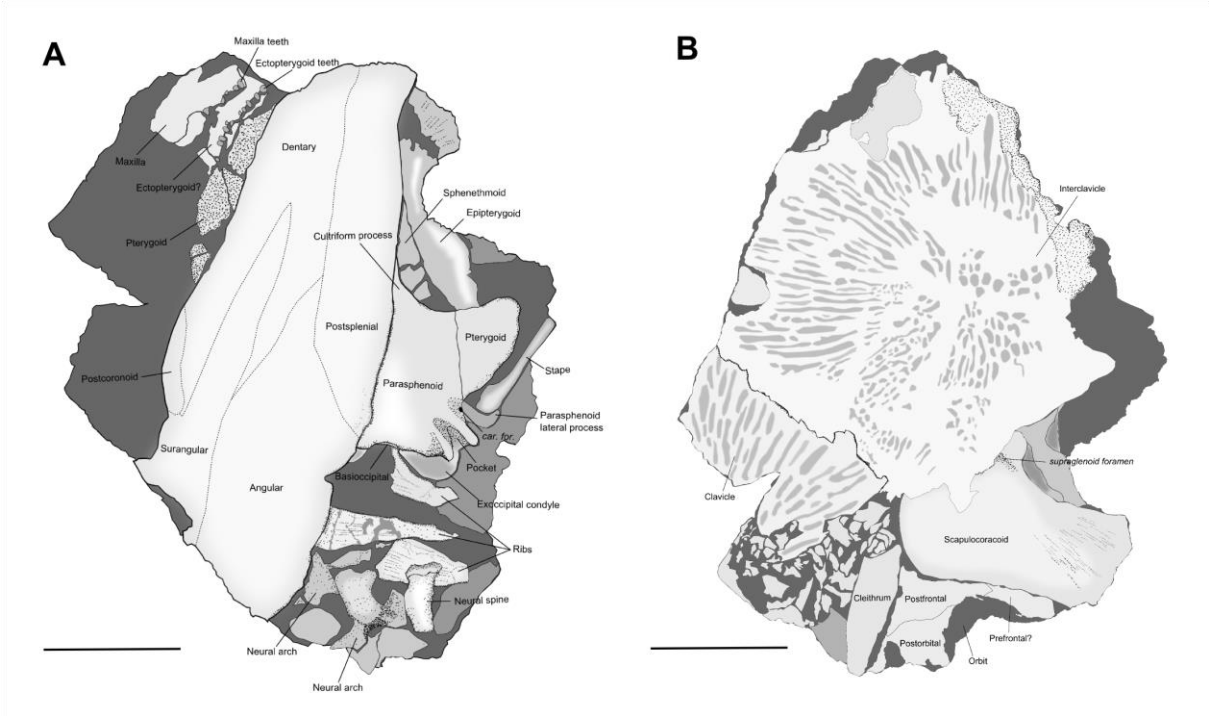 A
Maxilla teeth
Ectopterygoid teeth
Maxilla
Ectopterygoid?
Pterygoid
Dentary
Sphenethmoid
Epipterygoid
Cultriform process
Postsplenial
Pterygoid
Stape
Postcoronoid
Parasphenoid
Parasphenoid
lateral process
car. for.
Surangular
Pocket
Basioccipital
Angular
Exoccipital condyle
Ribs
Neural spine
Neural arch
Neural arch
B
Interclavicle
supraglenoid foramen
Clavicle
Scapulocoracoid
Cleithrum
Postfrontal
Prefrontal?
Postorbital
Orbit